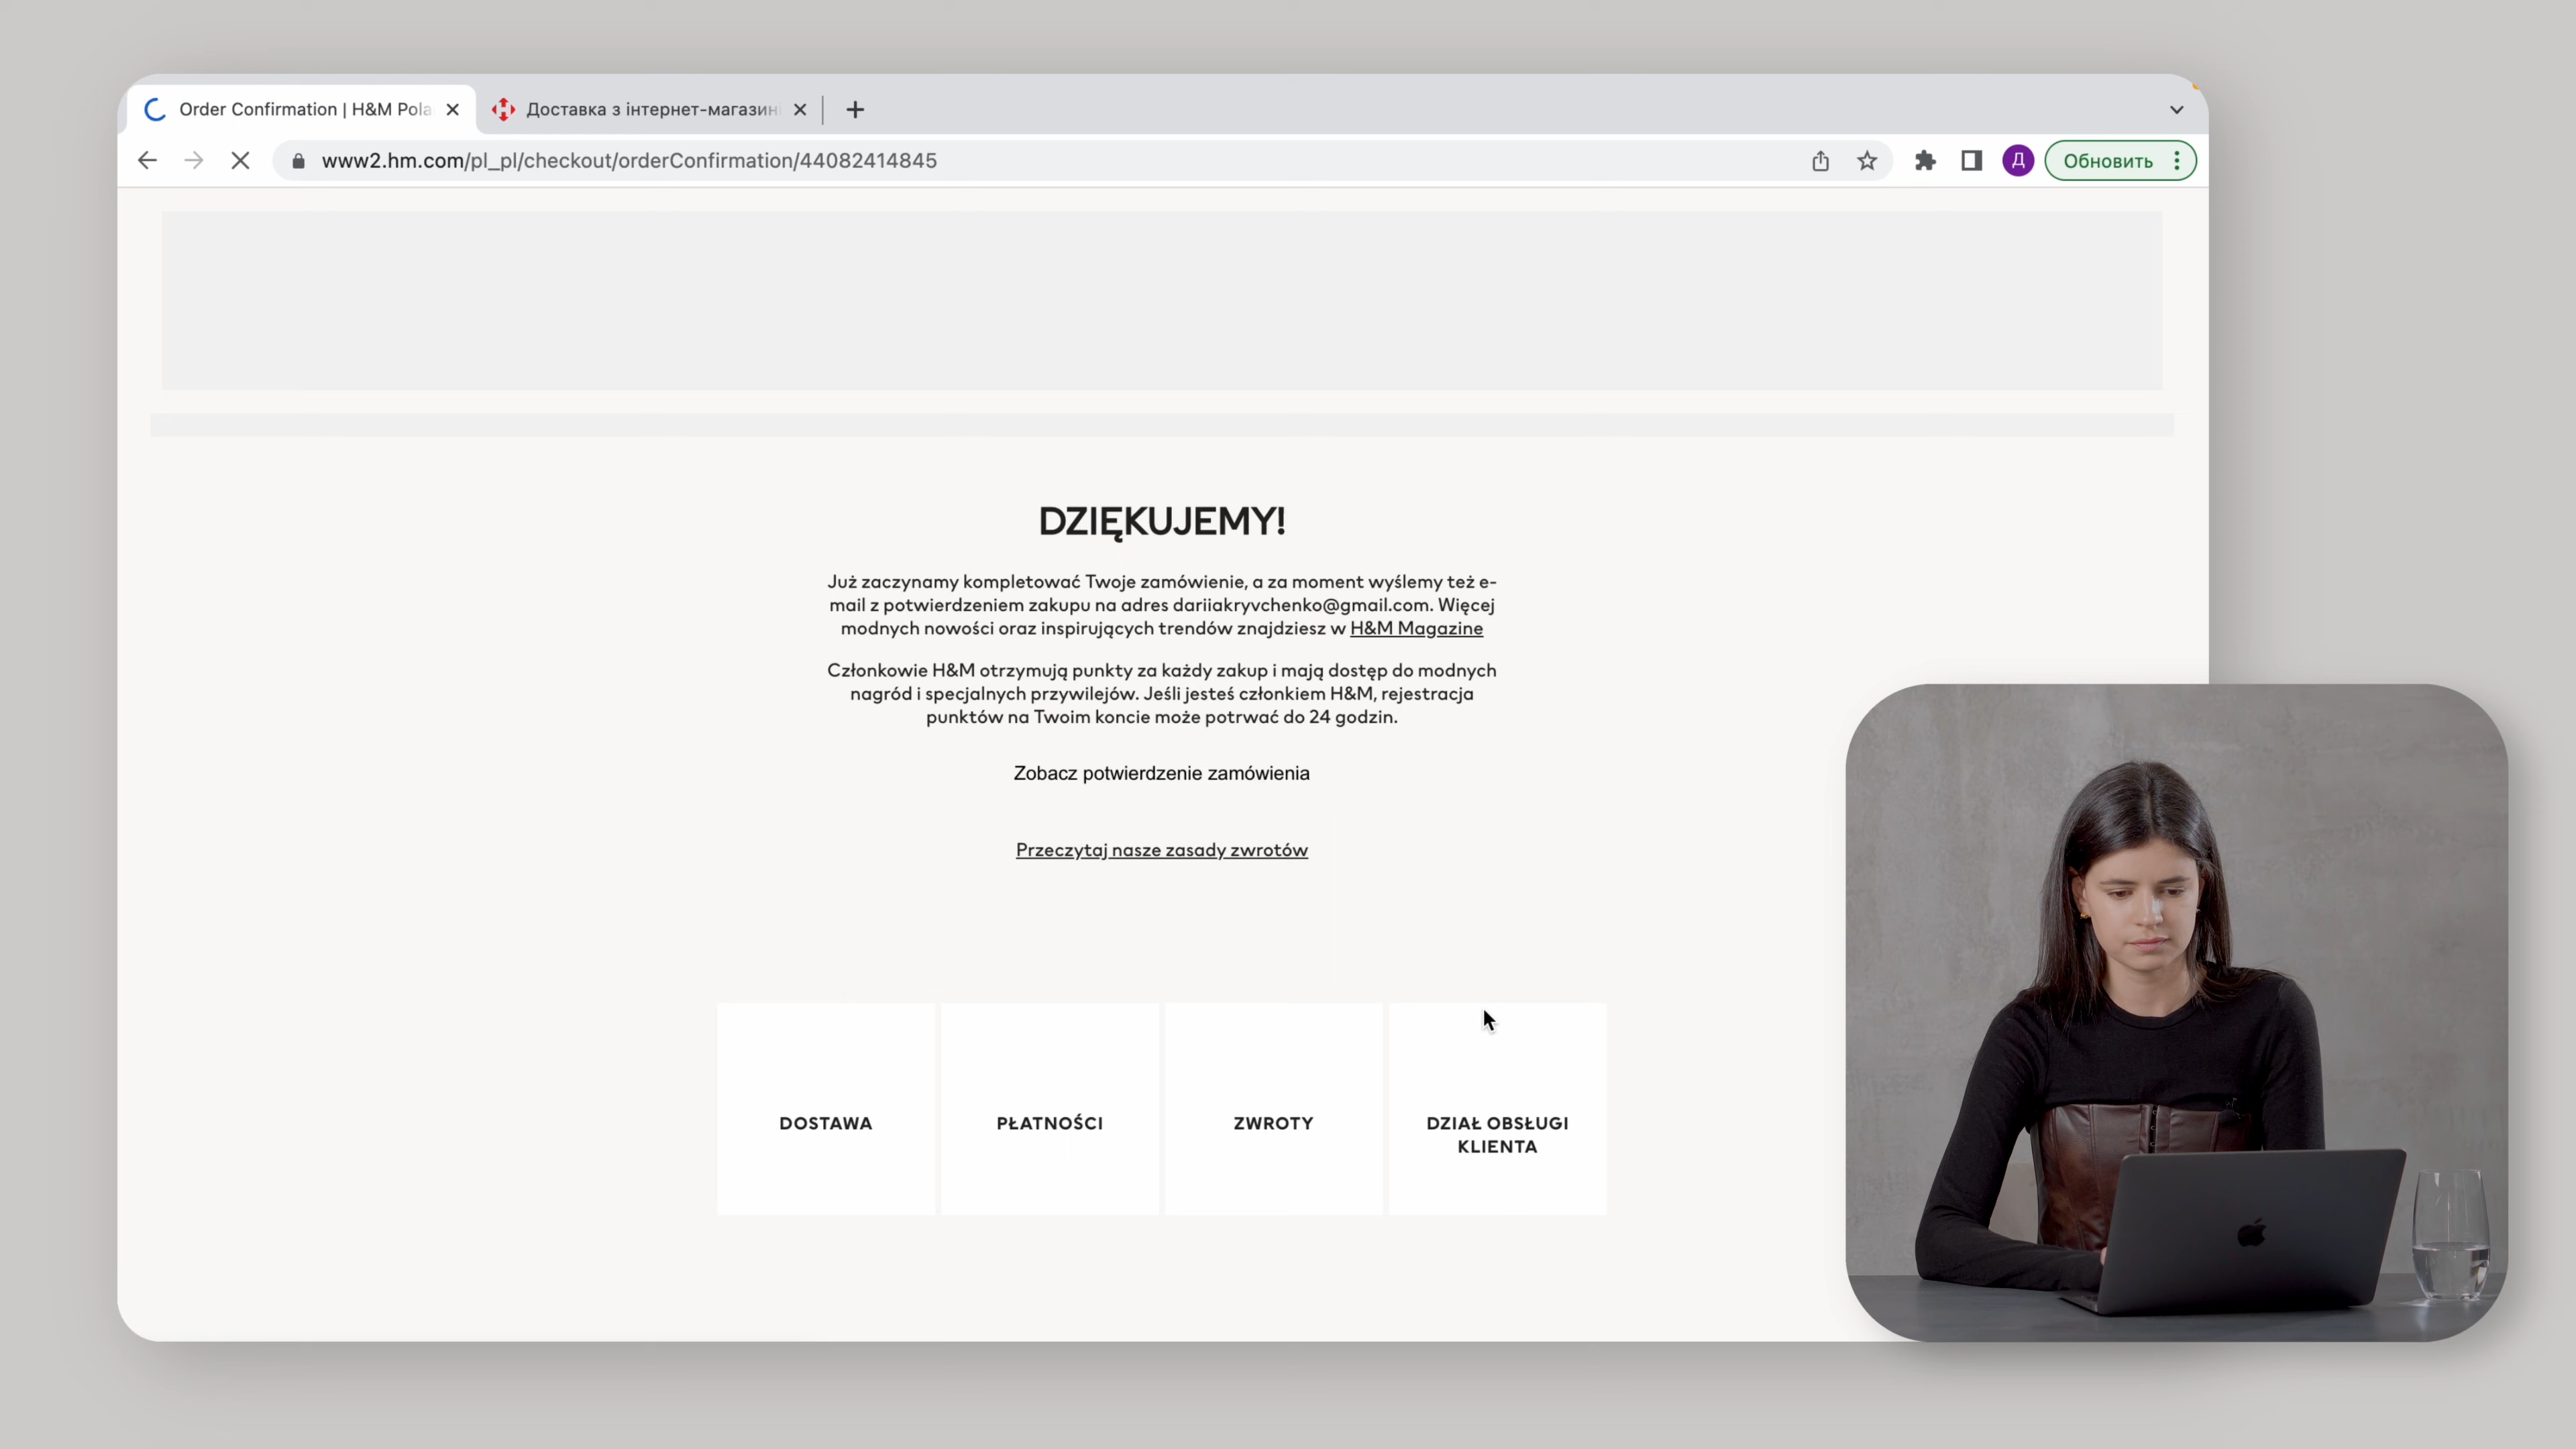 Order Confirmation | H&M Pola
Доставка з інтернет-магазин
www2.hm.com/pl_pl/checkout/orderConfirmation/44082414845
Д
Обновить
DZIĘKUJEMY!
Już zaczynamy kompletować Twoje zamówienie, a za moment wyślemy też e-
mail z potwierdzeniem zakupu na adres dariiakryvchenko@gmail.com. Więcej
modnych nowości oraz inspirujących trendów znajdziesz w H&M Magazine
Członkowie H&M otrzymują punkty za każdy zakup i mają dostęp do modnych
nagród i specjalnych przywilejów. Jeśli jesteś członkiem H&M, rejestracja
punktów na Twoim koncie może potrwać do 24 godzin.
Zobacz potwierdzenie zamówienia
Przeczytaj nasze zasady zwrotów
DOSTAWA
PŁATNOŚCI
ZWROTY
DZIAŁ OBSŁUGI
KLIENTA